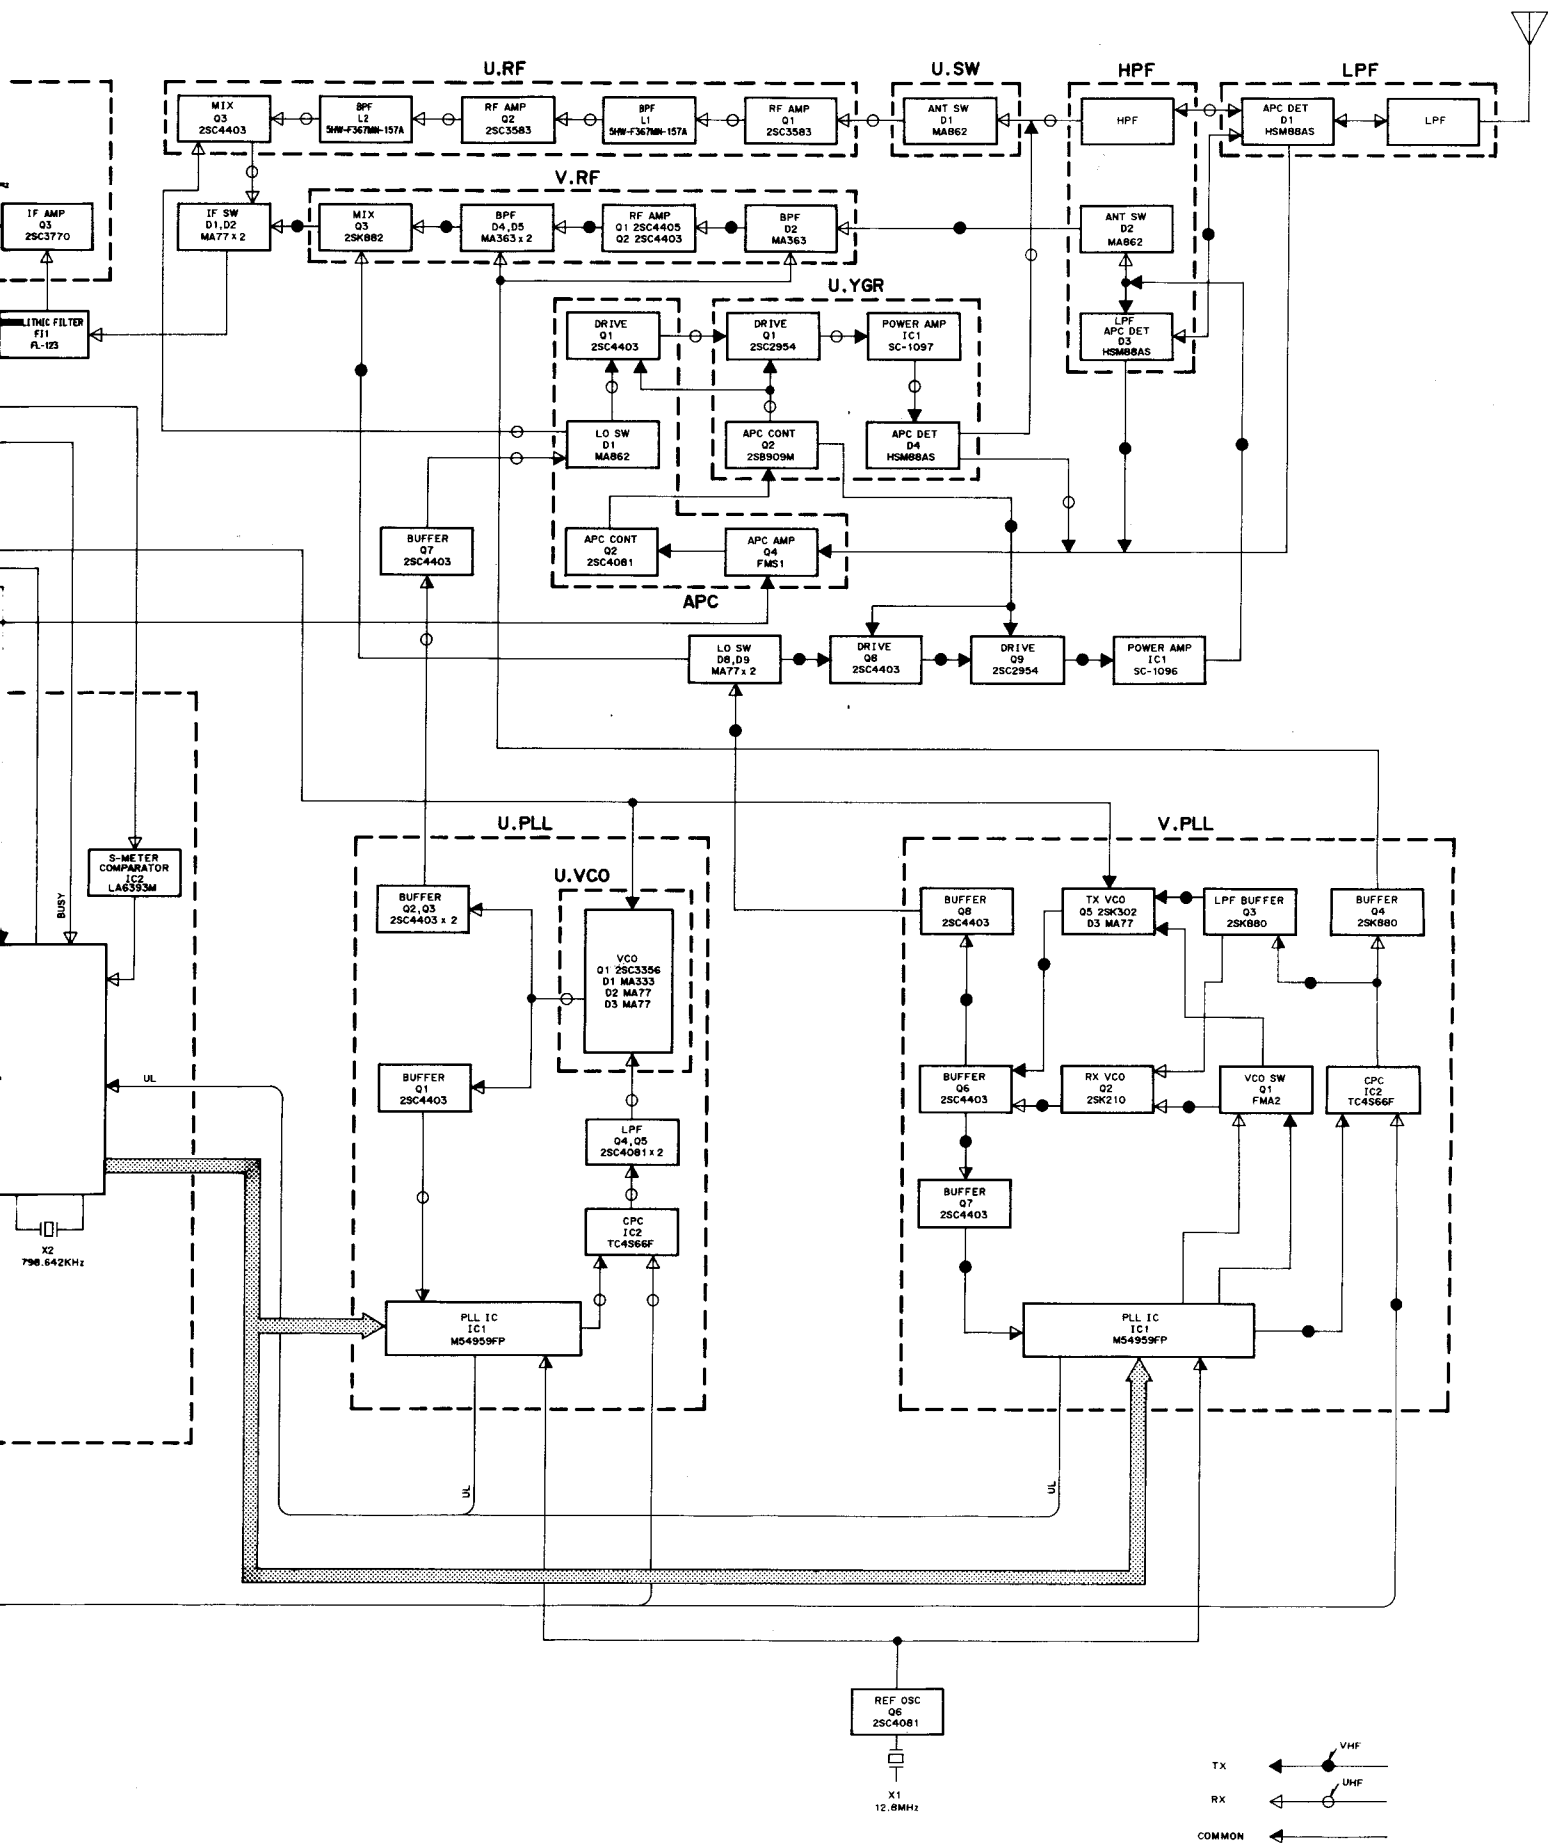 U.RF
U.SW
HPF
LPF
MIX
Q3
2SC4403
BPF
L2
5HW-F367MN-157A
RF AMP
Q2
2SC3583
BPF
L1
5HW-F367MN-157A
RF AMP
Q1
2SC3583
ANT SW
D1
MA862
HPF
APC DET
D1
HSM88AS
LPF
V.RF
IF AMP
Q3
2SC3770
IF SW
D1,D2
MA77 x 2
MIX
Q3
2SK882
BPF
D4,D5
MA363 x 2
RF AMP
Q1 2SC4405
Q2 2SC4403
BPF
D2
MA363
ANT SW
D2
MA862
U.YGR
LITHIC FILTER
FI1
FL-123
DRIVE
Q1
2SC4403
DRIVE
Q1
2SC2954
POWER AMP
IC1
SC-1097
LPF
APC DET
D3
HSM88AS
LO SW
D1
MA862
APC CONT
Q2
2SB909M
APC DET
D4
HSM88AS
BUFFER
Q7
2SC4403
APC CONT
Q2
2SC4081
APC AMP
Q4
FMS1
APC
LO SW
D8,D9
MA77 x 2
DRIVE
Q8
2SC4403
DRIVE
Q9
2SC2954
POWER AMP
IC1
SC-1096
U.PLL
V.PLL
S-METER
COMPARATOR
IC2
LA6393M
BUSY
U.VCO
BUFFER
Q2,Q3
2SC4403 x 2
VCO
Q1 2SC3356
D1 MA333
D2 MA77
D3 MA77
BUFFER
Q8
2SC4403
TX VCO
Q5 2SK302
D3 MA77
LPF BUFFER
Q3
2SK880
BUFFER
Q4
2SK880
UL
BUFFER
Q1
2SC4403
BUFFER
Q6
2SC4403
RX VCO
Q2
2SK210
VCO SW
Q1
FMA2
CPC
IC2
TC4S66F
LPF
Q4,Q5
2SC4081 x 2
BUFFER
Q7
2SC4403
CPC
IC2
TC4S66F
X2
798.642KHz
PLL IC
IC1
M54959FP
PLL IC
IC1
M54959FP
UL
UL
REF OSC
Q6
2SC4081
X1
12.8MHz
VHF
TX
UHF
RX
COMMON